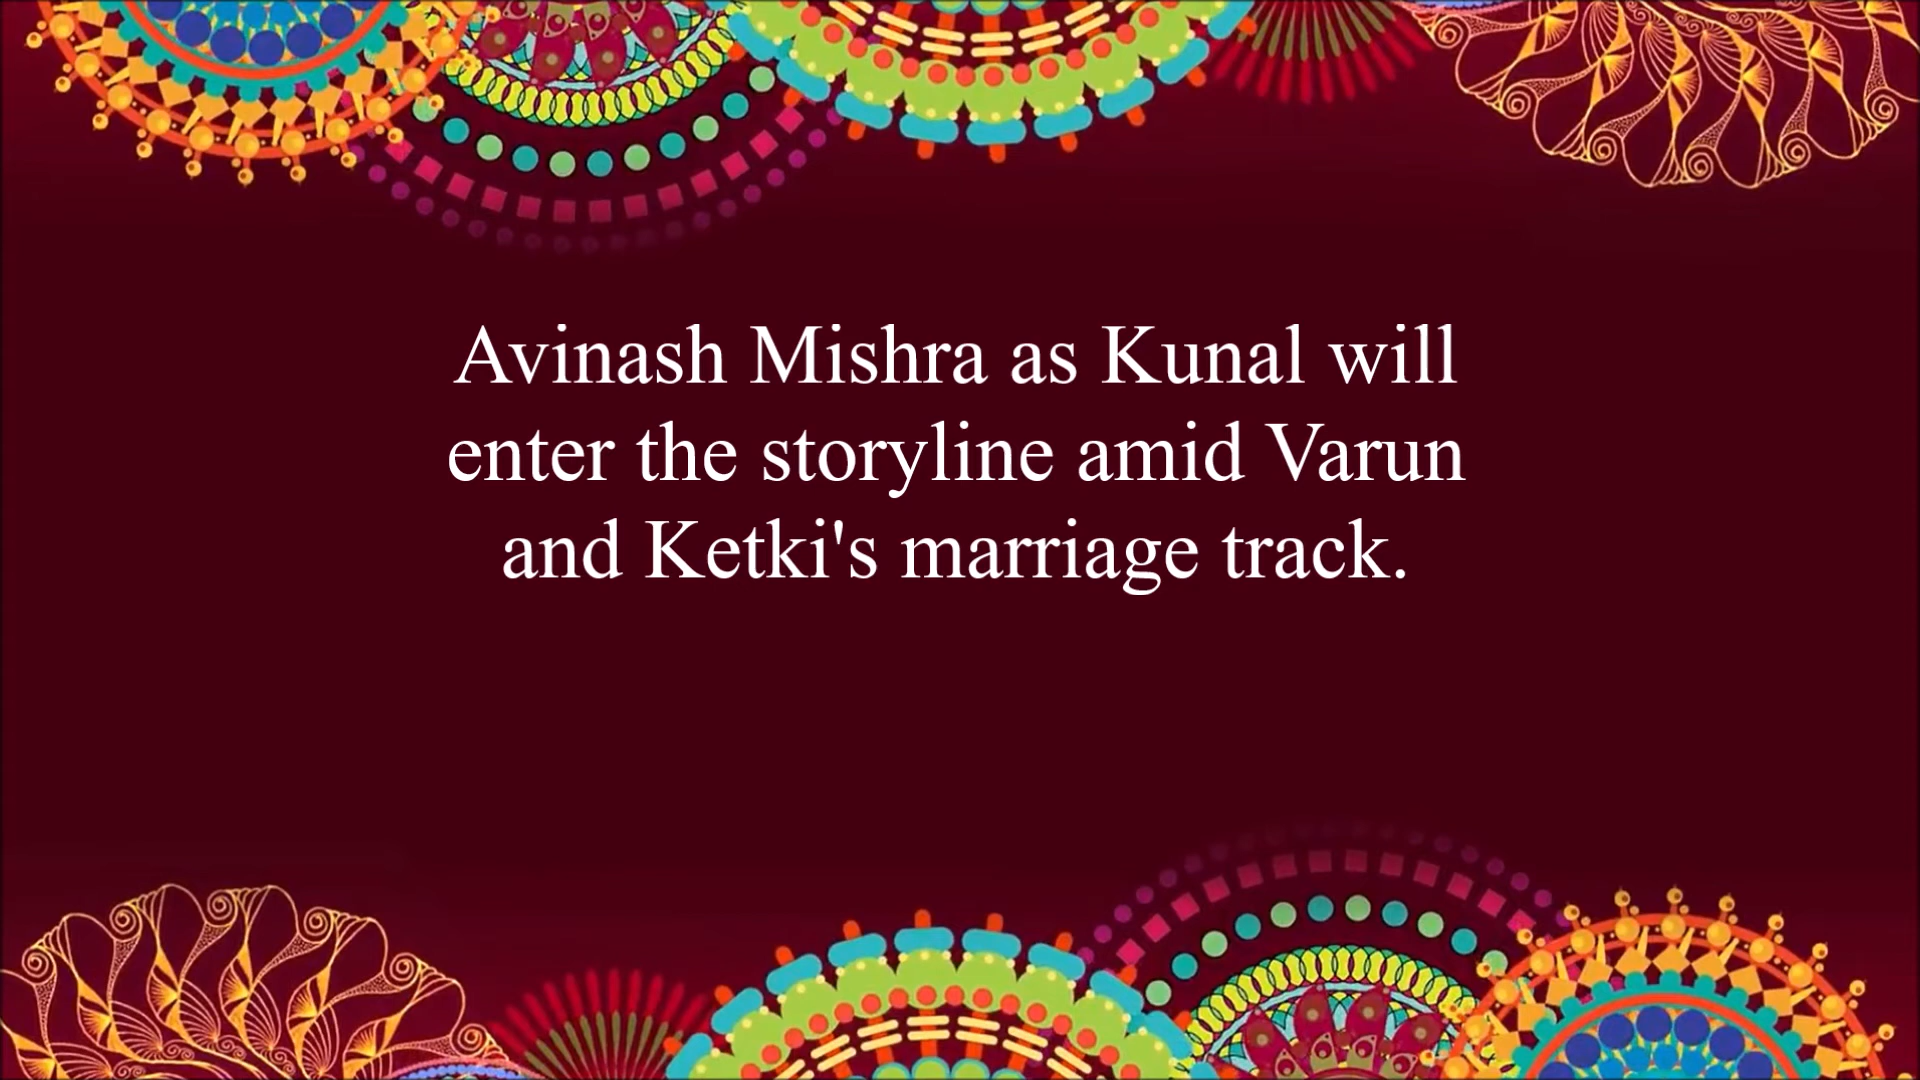 Avinash Mishra as Kunal will
enter the storyline amid Varun
and Ketki's marriage track.